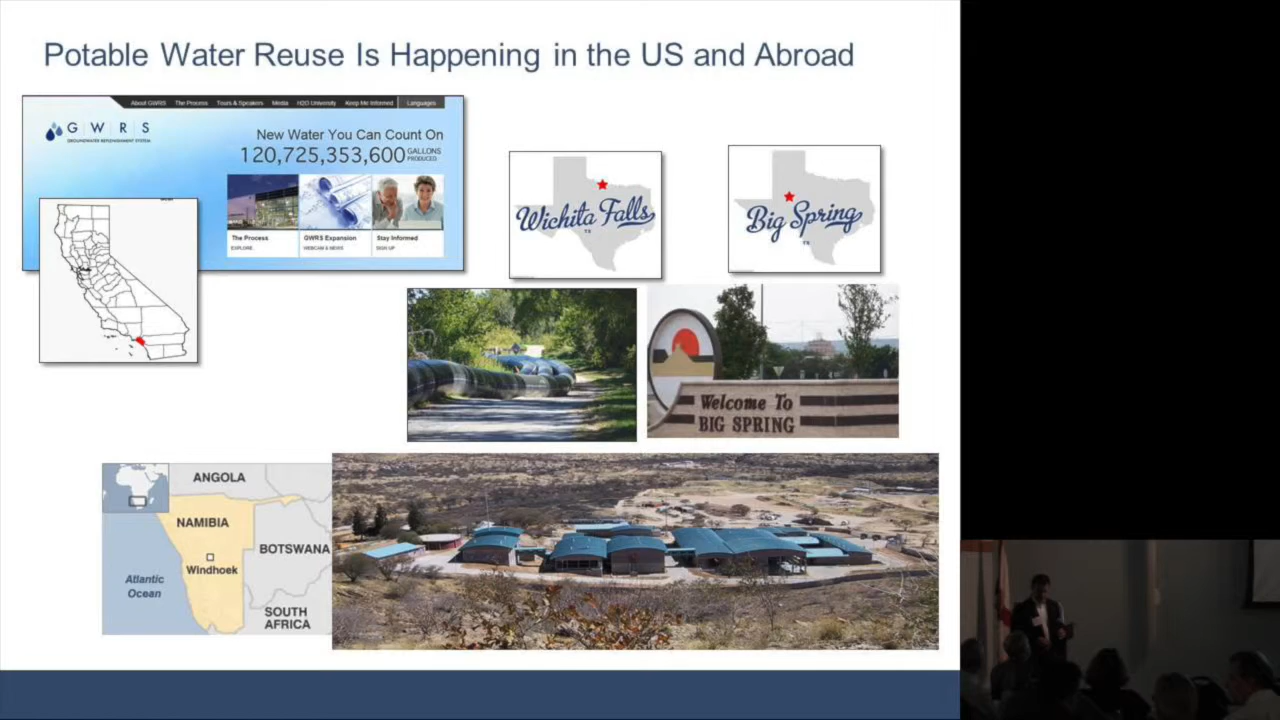 Potable Water Reuse Is Happening in the US and Abroad
About GWRS The Process Tours & Speakers Media H2O University Keep Me Informed Languages
G W R S
GROUNDWATER REPLENISHMENT SYSTEM
New Water You Can Count On
120,725,353,600 GALLONS PRODUCED
The Process GWRS Expansion Stay Informed
EXPLORE WEBCAM & NEWS SIGN UP
Wichita Falls
TX
Big Spring
TX
Welcome To
BIG SPRING
ANGOLA
NAMIBIA
BOTSWANA
Windhoek
Atlantic
Ocean
SOUTH
AFRICA